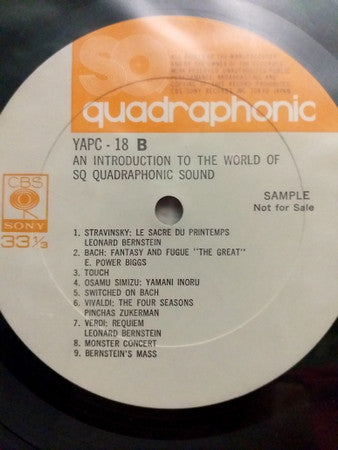 SQ
quadraphonic
YAPC - 18 B
AN INTRODUCTION TO THE WORLD OF
SQ QUADRAPHONIC SOUND
CBS
SONY
33 1/3
SAMPLE
Not for Sale
1. STRAVINSKY: LE SACRE DU PRINTEMPS
LEONARD BERNSTEIN
2. BACH: FANTASY AND FUGUE "THE GREAT"
E. POWER BIGGS
3. TOUCH
4. OSAMU SIMIZU: YAMANI INORU
5. SWITCHED ON BACH
6. VIVALDI: THE FOUR SEASONS
PINCHAS ZUKERMAN
7. VERDI: REQUIEM
LEONARD BERNSTEIN
8. MONSTER CONCERT
9. BERNSTEIN'S MASS